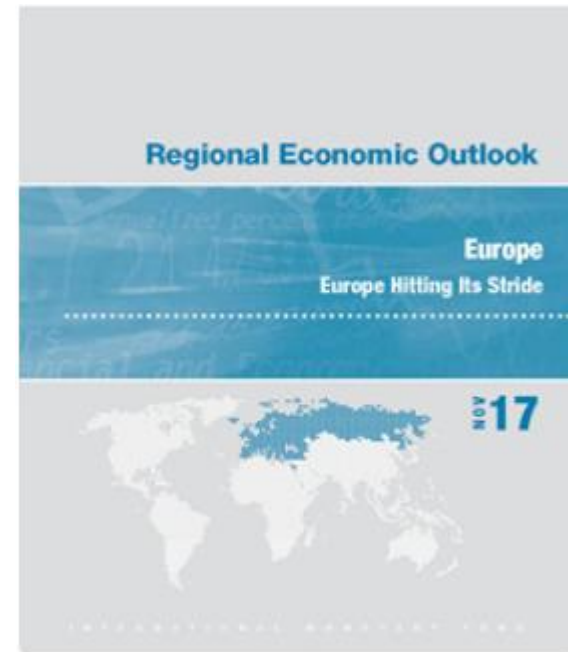 Regional Economic Outlook
Europe
Europe Hitting Its Stride
NOV 17
INTERNATIONAL MONETARY FUND